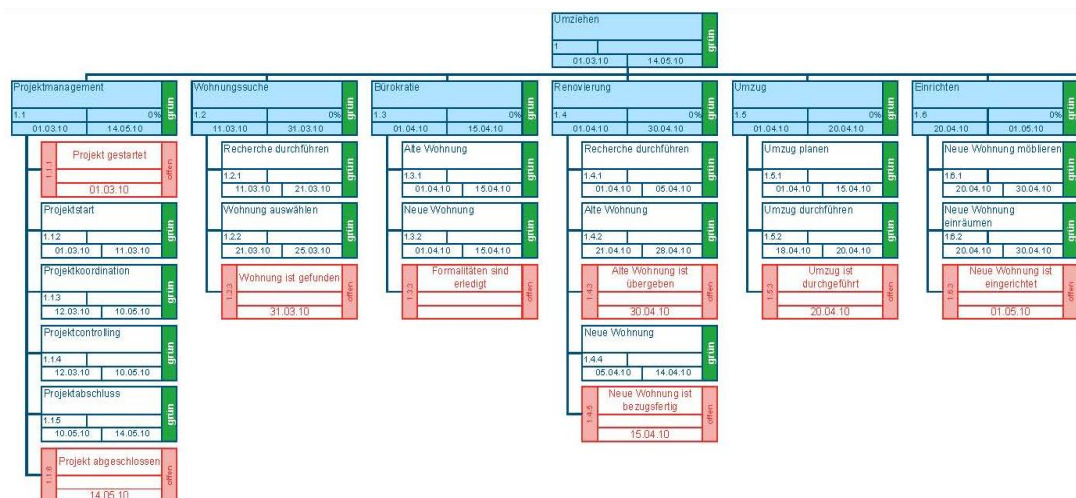 Umziehen
grün
1
01.03.10 14.05.10
Projektmanagement
grün
1.1 0%
01.03.10 14.05.10
Wohnungssuche
grün
1.2 0%
11.03.10 31.03.10
Bürokratie
grün
1.3 0%
01.04.10 15.04.10
Renovierung
grün
1.4 0%
01.04.10 30.04.10
Umzug
grün
1.5 0%
01.04.10 20.04.10
Einrichten
grün
1.6 0%
20.04.10 01.05.10
1.1.1
Projekt gestartet
offen
01.03.10
Projektstart
grün
1.1.2
01.03.10 11.03.10
Projektkoordination
grün
1.1.3
12.03.10 10.05.10
Projektcontrolling
grün
1.1.4
12.03.10 10.05.10
Projektabschluss
grün
1.1.5
10.05.10 14.05.10
1.1.6
Projekt abgeschlossen
offen
14.05.10
Recherche durchführen
grün
1.2.1
11.03.10 21.03.10
Wohnung auswählen
grün
1.2.2
21.03.10 25.03.10
1.2.3
Wohnung ist gefunden
offen
31.03.10
Alte Wohnung
grün
1.3.1
01.04.10 15.04.10
Neue Wohnung
grün
1.3.2
01.04.10 15.04.10
1.3.3
Formalitäten sind
erledigt
offen
Recherche durchführen
grün
1.4.1
01.04.10 05.04.10
Alte Wohnung
grün
1.4.2
21.04.10 28.04.10
1.4.3
Alte Wohnung ist
übergeben
offen
30.04.10
Neue Wohnung
grün
1.4.4
05.04.10 14.04.10
1.4.5
Neue Wohnung ist
bezugsfertig
offen
15.04.10
Umzug planen
grün
1.5.1
01.04.10 15.04.10
Umzug durchführen
grün
1.5.2
18.04.10 20.04.10
1.5.3
Umzug ist
durchgeführt
offen
20.04.10
Neue Wohnung möblieren
grün
1.6.1
20.04.10 30.04.10
Neue Wohnung
einräumen
grün
1.6.2
20.04.10 30.04.10
1.6.3
Neue Wohnung ist
eingerichtet
offen
01.05.10